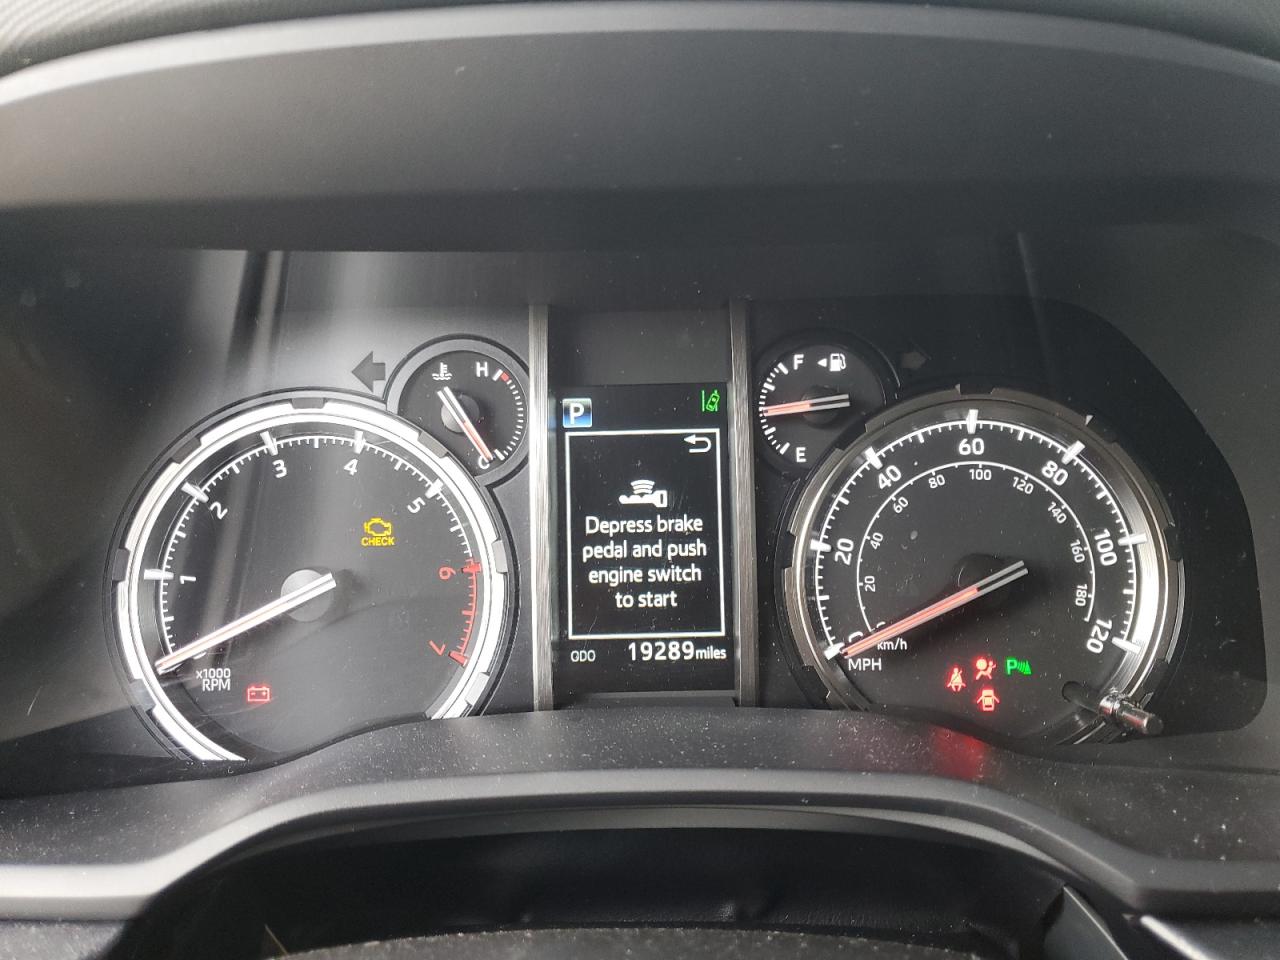 1
2
3
4
5
6
7
x1000
RPM
CHECK
H
C
P
Depress brake
pedal and push
engine switch
to start
ODO 19289 miles
F
E
20
40
60
80
100
120
20
40
60
80
100
120
140
160
180
km/h
MPH
P